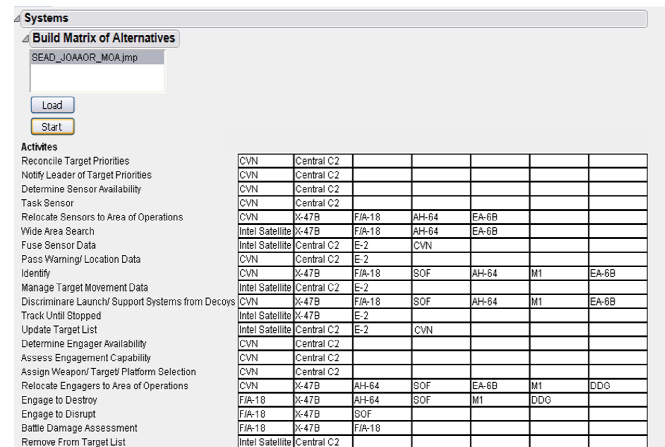 Systems
Build Matrix of Alternatives
SEAD_JOAAOR_MOA.jmp
Load
Start
Activites
Reconcile Target Priorities CVN Central C2
Notify Leader of Target Priorities CVN Central C2
Determine Sensor Availability CVN Central C2
Task Sensor CVN Central C2
Relocate Sensors to Area of Operations CVN X-47B F/A-18 AH-64 EA-6B
Wide Area Search Intel Satellite X-47B F/A-18 AH-64 EA-6B
Fuse Sensor Data Intel Satellite Central C2 E-2 CVN
Pass Warning/ Location Data CVN Central C2 E-2
Identify CVN X-47B F/A-18 SOF AH-64 M1 EA-6B
Manage Target Movement Data Intel Satellite Central C2 E-2
Discriminare Launch/ Support Systems from Decoys CVN X-47B F/A-18 SOF AH-64 M1 EA-6B
Track Until Stopped Intel Satellite X-47B E-2
Update Target List Intel Satellite Central C2 E-2 CVN
Determine Engager Availability CVN Central C2
Assess Engagement Capability CVN Central C2
Assign Weapon/ Target/ Platform Selection CVN Central C2
Relocate Engagers to Area of Operations CVN X-47B AH-64 SOF EA-6B M1 DDG
Engage to Destroy F/A-18 X-47B AH-64 SOF M1 DDG
Engage to Disrupt F/A-18 X-47B SOF
Battle Damage Assessment F/A-18 X-47B F/A-18
Remove From Target List Intel Satellite Central C2